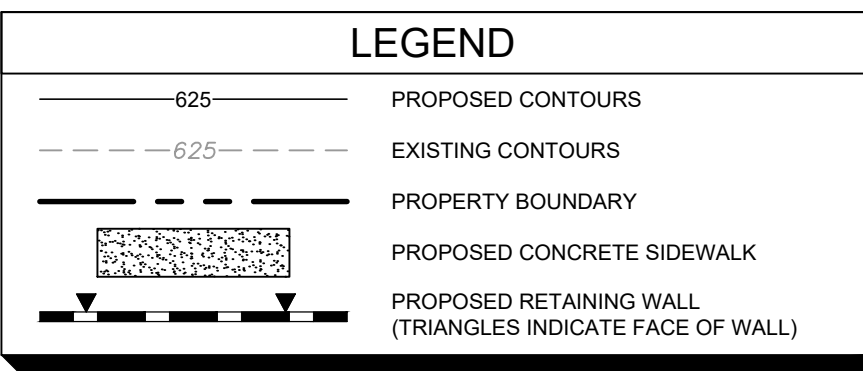 LEGEND
625 PROPOSED CONTOURS
625 EXISTING CONTOURS
PROPERTY BOUNDARY
PROPOSED CONCRETE SIDEWALK
PROPOSED RETAINING WALL
(TRIANGLES INDICATE FACE OF WALL)